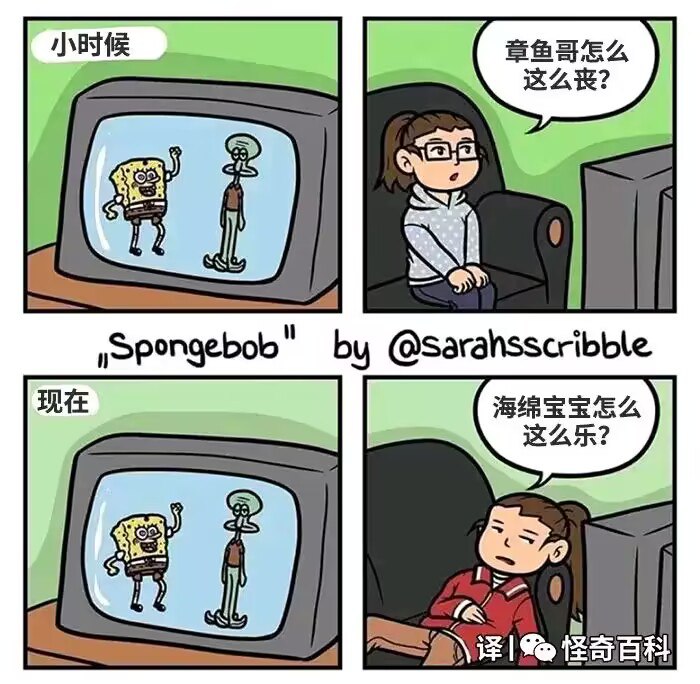 小时候
章鱼哥怎么
这么丧?
„Spongebob" by @sarahsscribble
现在
海绵宝宝怎么
这么乐?
译| 怪奇百科